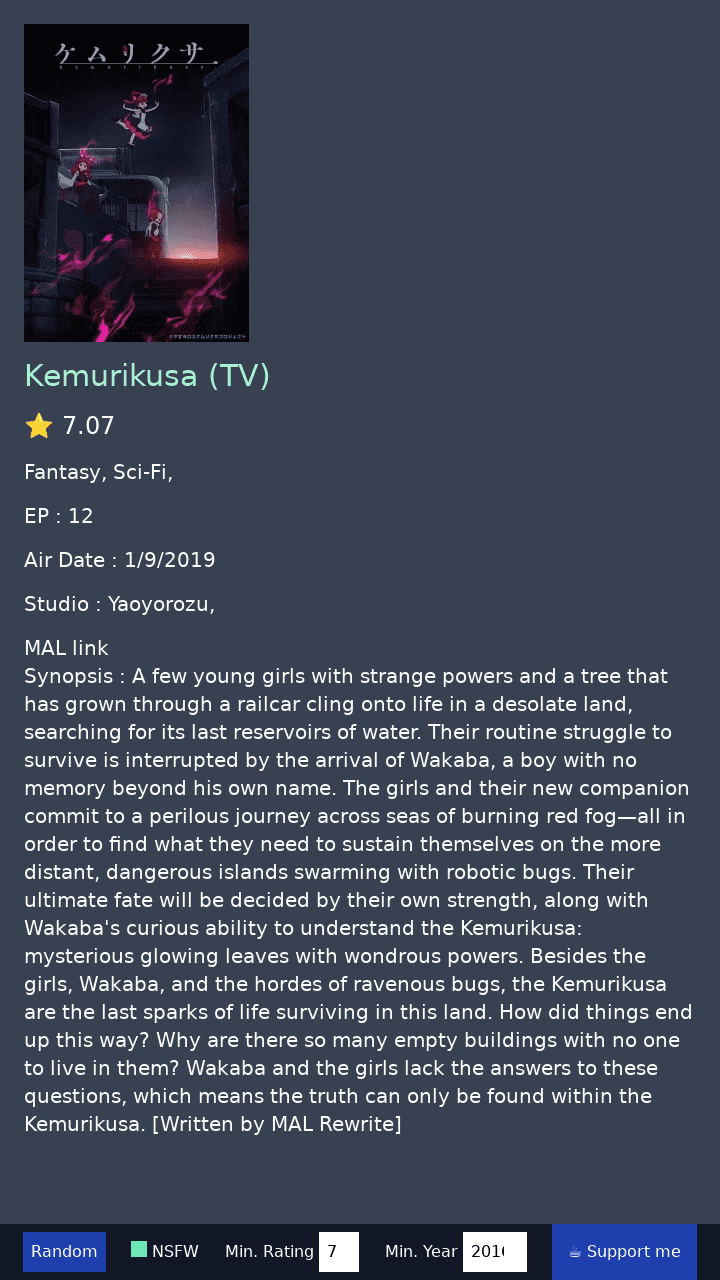 ケムリクサ.
Kemurikusa (TV)
⭐ 7.07
Fantasy, Sci-Fi,
EP : 12
Air Date : 1/9/2019
Studio : Yaoyorozu,
MAL link
Synopsis : A few young girls with strange powers and a tree that
has grown through a railcar cling onto life in a desolate land,
searching for its last reservoirs of water. Their routine struggle to
survive is interrupted by the arrival of Wakaba, a boy with no
memory beyond his own name. The girls and their new companion
commit to a perilous journey across seas of burning red fog—all in
order to find what they need to sustain themselves on the more
distant, dangerous islands swarming with robotic bugs. Their
ultimate fate will be decided by their own strength, along with
Wakaba's curious ability to understand the Kemurikusa:
mysterious glowing leaves with wondrous powers. Besides the
girls, Wakaba, and the hordes of ravenous bugs, the Kemurikusa
are the last sparks of life surviving in this land. How did things end
up this way? Why are there so many empty buildings with no one
to live in them? Wakaba and the girls lack the answers to these
questions, which means the truth can only be found within the
Kemurikusa. [Written by MAL Rewrite]
Random NSFW Min. Rating 7 Min. Year 201 ☕ Support me